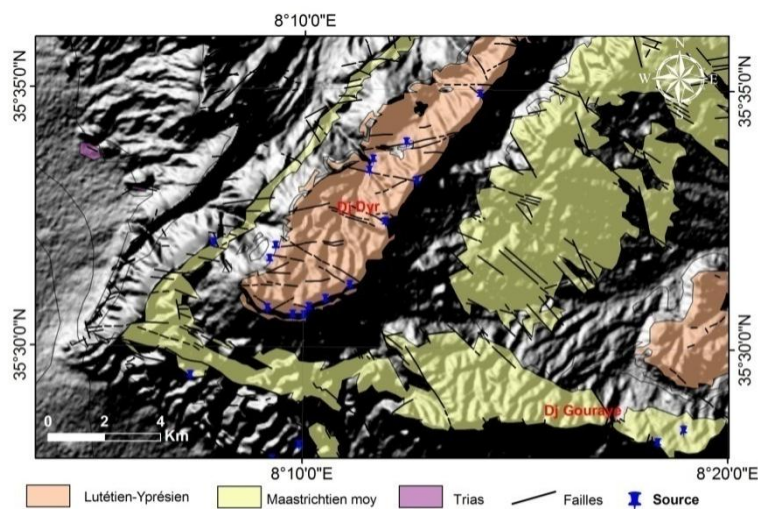 8°10'0"E
35°35'0"N
35°35'0"N
N
W
E
S
Dj Dyr
35°30'0"N
35°30'0"N
Dj Gouraye
0 2 4
Km
8°10'0"E
8°20'0"E
Lutétien-Yprésien
Maastrichtien moy
Trias
Failles
Source